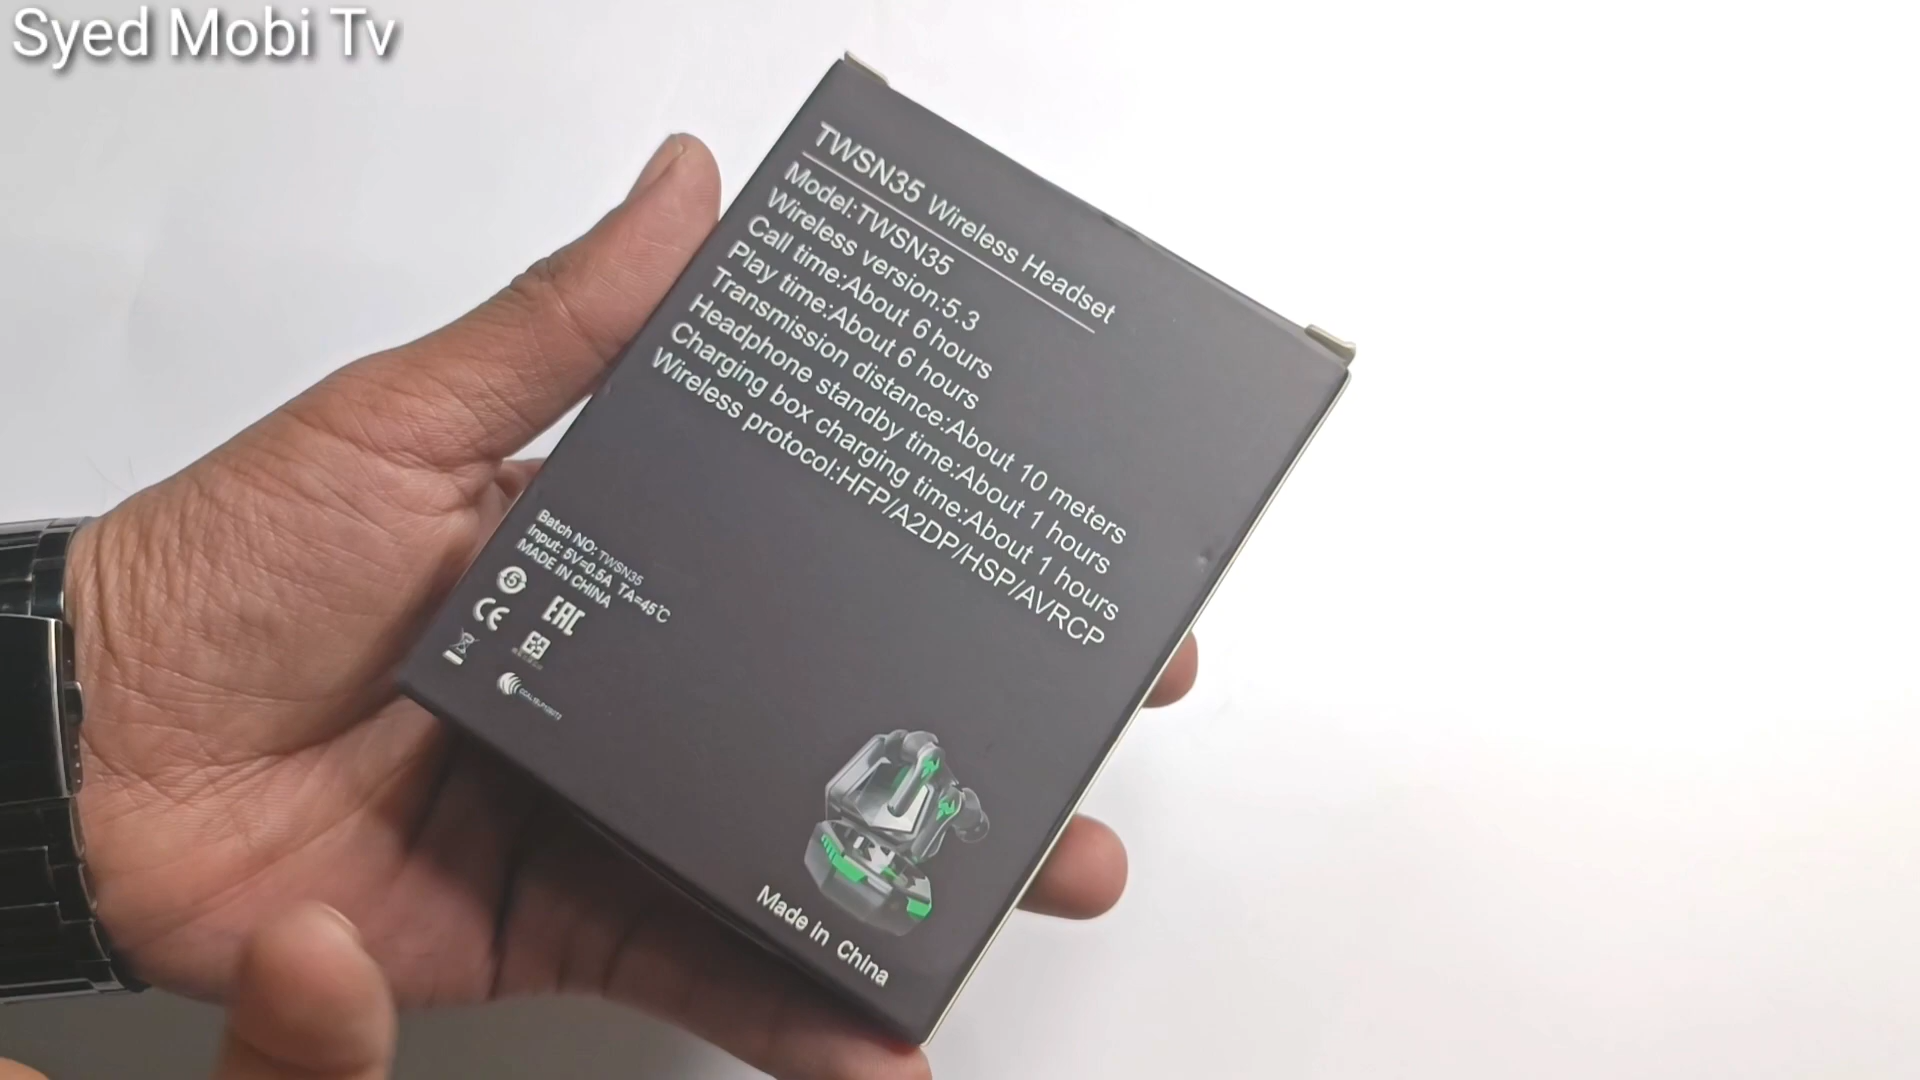 Syed Mobi Tv
TWSN35 Wireless Headset
Model:TWSN35
Wireless version:5.3
Call time:About 6 hours
Play time:About 6 hours
Transmission distance:About 10 meters
Headphone standby time:About 1 hours
Charging box charging time:About 1 hours
Wireless protocol:HFP/A2DP/HSP/AVRCP
Batch NO: TWSN35
Input: 5V=0.5A TA=45℃
MADE IN CHINA
5
CE
EAC
Made in China